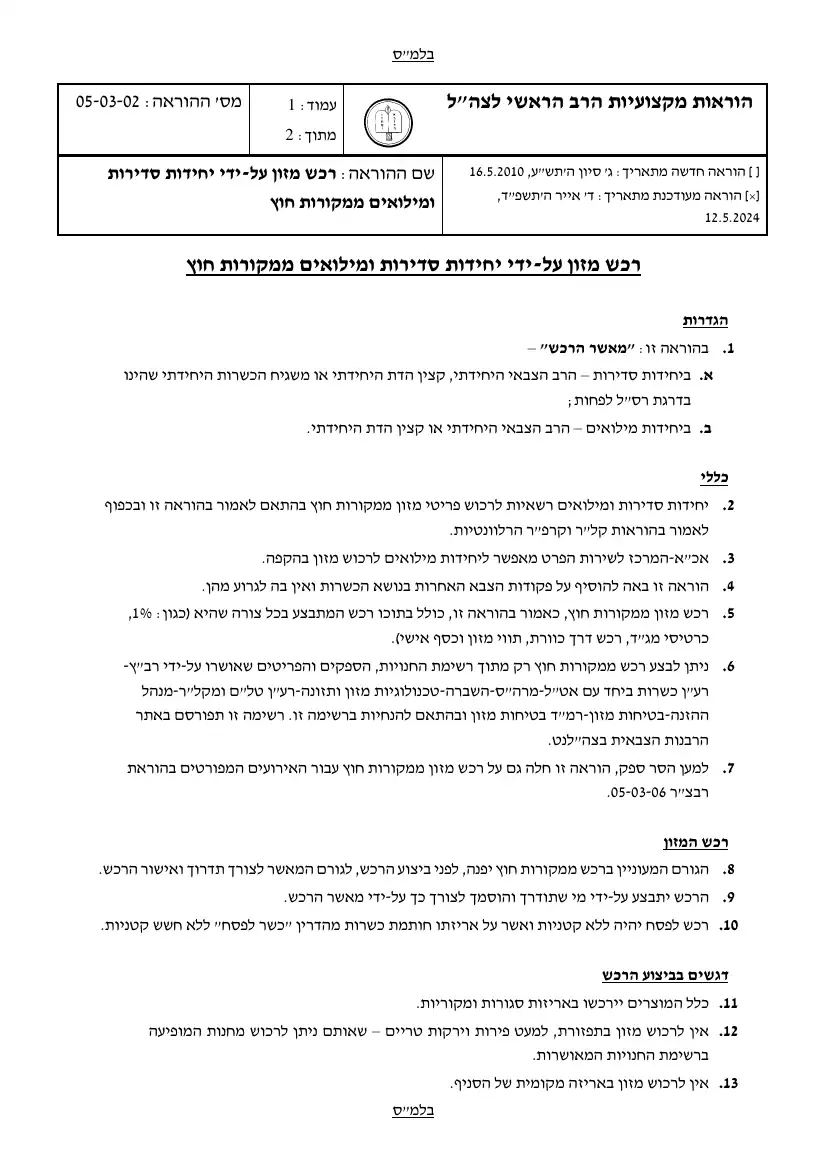 בלמ״ס
הוראות מקצועיות הרב הראשי לצה״ל
עמוד: 1
מתוך: 2
מס׳ ההוראה: 05-03-02
[ ] הוראה חדשה מתאריך: ג׳ סיון ה׳תש״ע, 16.5.2010
[×] הוראה מעודכנת מתאריך: ד׳ אייר ה׳תשפ״ד,
12.5.2024
שם ההוראה: רכש מזון על-ידי יחידות סדירות
ומילואים ממקורות חוץ
רכש מזון על-ידי יחידות סדירות ומילואים ממקורות חוץ
הגדרות
1. בהוראה זו: "מאשר הרכש" –
א. ביחידות סדירות – הרב הצבאי היחידתי, קצין הדת היחידתי או משגיח הכשרות היחידתי שהינו
בדרגת רס״ל לפחות;
ב. ביחידות מילואים – הרב הצבאי היחידתי או קצין הדת היחידתי.
כללי
2. יחידות סדירות ומילואים רשאיות לרכוש פריטי מזון ממקורות חוץ בהתאם לאמור בהוראה זו ובכפוף
לאמור בהוראות קל״ר וקרפ״ר הרלוונטיות.
3. אכ״א-המרכז לשירות הפרט מאפשר ליחידות מילואים לרכוש מזון בהקפה.
4. הוראה זו באה להוסיף על פקודות הצבא האחרות בנושא הכשרות ואין בה לגרוע מהן.
5. רכש מזון ממקורות חוץ, כאמור בהוראה זו, כולל בתוכו רכש המתבצע בכל צורה שהיא (כגון: 1%,
כרטיסי מג״ד, רכש דרך כוורת, תווי מזון וכסף אישי).
6. ניתן לבצע רכש ממקורות חוץ רק מתוך רשימת החנויות, הספקים והפריטים שאושרו על-ידי רב״ץ-
רע״ן כשרות ביחד עם אט״ל-מרה״ס-השברה-טכנולוגיות מזון ותזונה-רע״ן טל״ם ומקל״ר-מנהל
ההזנה-בטיחות מזון-רמ״ד בטיחות מזון ובהתאם להנחיות ברשימה זו. רשימה זו תפורסם באתר
הרבנות הצבאית בצה״לנט.
7. למען הסר ספק, הוראה זו חלה גם על רכש מזון ממקורות חוץ עבור האירועים המפורטים בהוראת
רבצ״ר 05-03-06.
רכש המזון
8. הגורם המעוניין ברכש ממקורות חוץ יפנה, לפני ביצוע הרכש, לגורם המאשר לצורך תדרוך ואישור הרכש.
9. הרכש יתבצע על-ידי מי שתודרך והוסמך לצורך כך על-ידי מאשר הרכש.
10. רכש לפסח יהיה ללא קטניות ואשר על אריזתו חותמת כשרות מהדרין "כשר לפסח" ללא חשש קטניות.
דגשים בביצוע הרכש
11. כלל המוצרים יירכשו באריזות סגורות ומקוריות.
12. אין לרכוש מזון בתפזורת, למעט פירות וירקות טריים – שאותם ניתן לרכוש מחנות המופיעה
ברשימת החנויות המאושרות.
13. אין לרכוש מזון באריזה מקומית של הסניף.
בלמ״ס